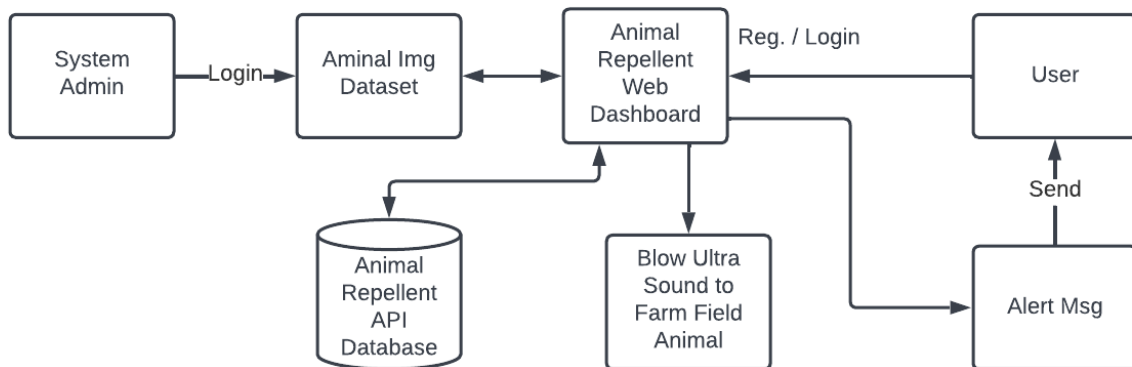 System
Admin
Login
Aminal Img
Dataset
Animal
Repellent
Web
Dashboard
Reg. / Login
User
Animal
Repellent
API
Database
Blow Ultra
Sound to
Farm Field
Animal
Send
Alert Msg